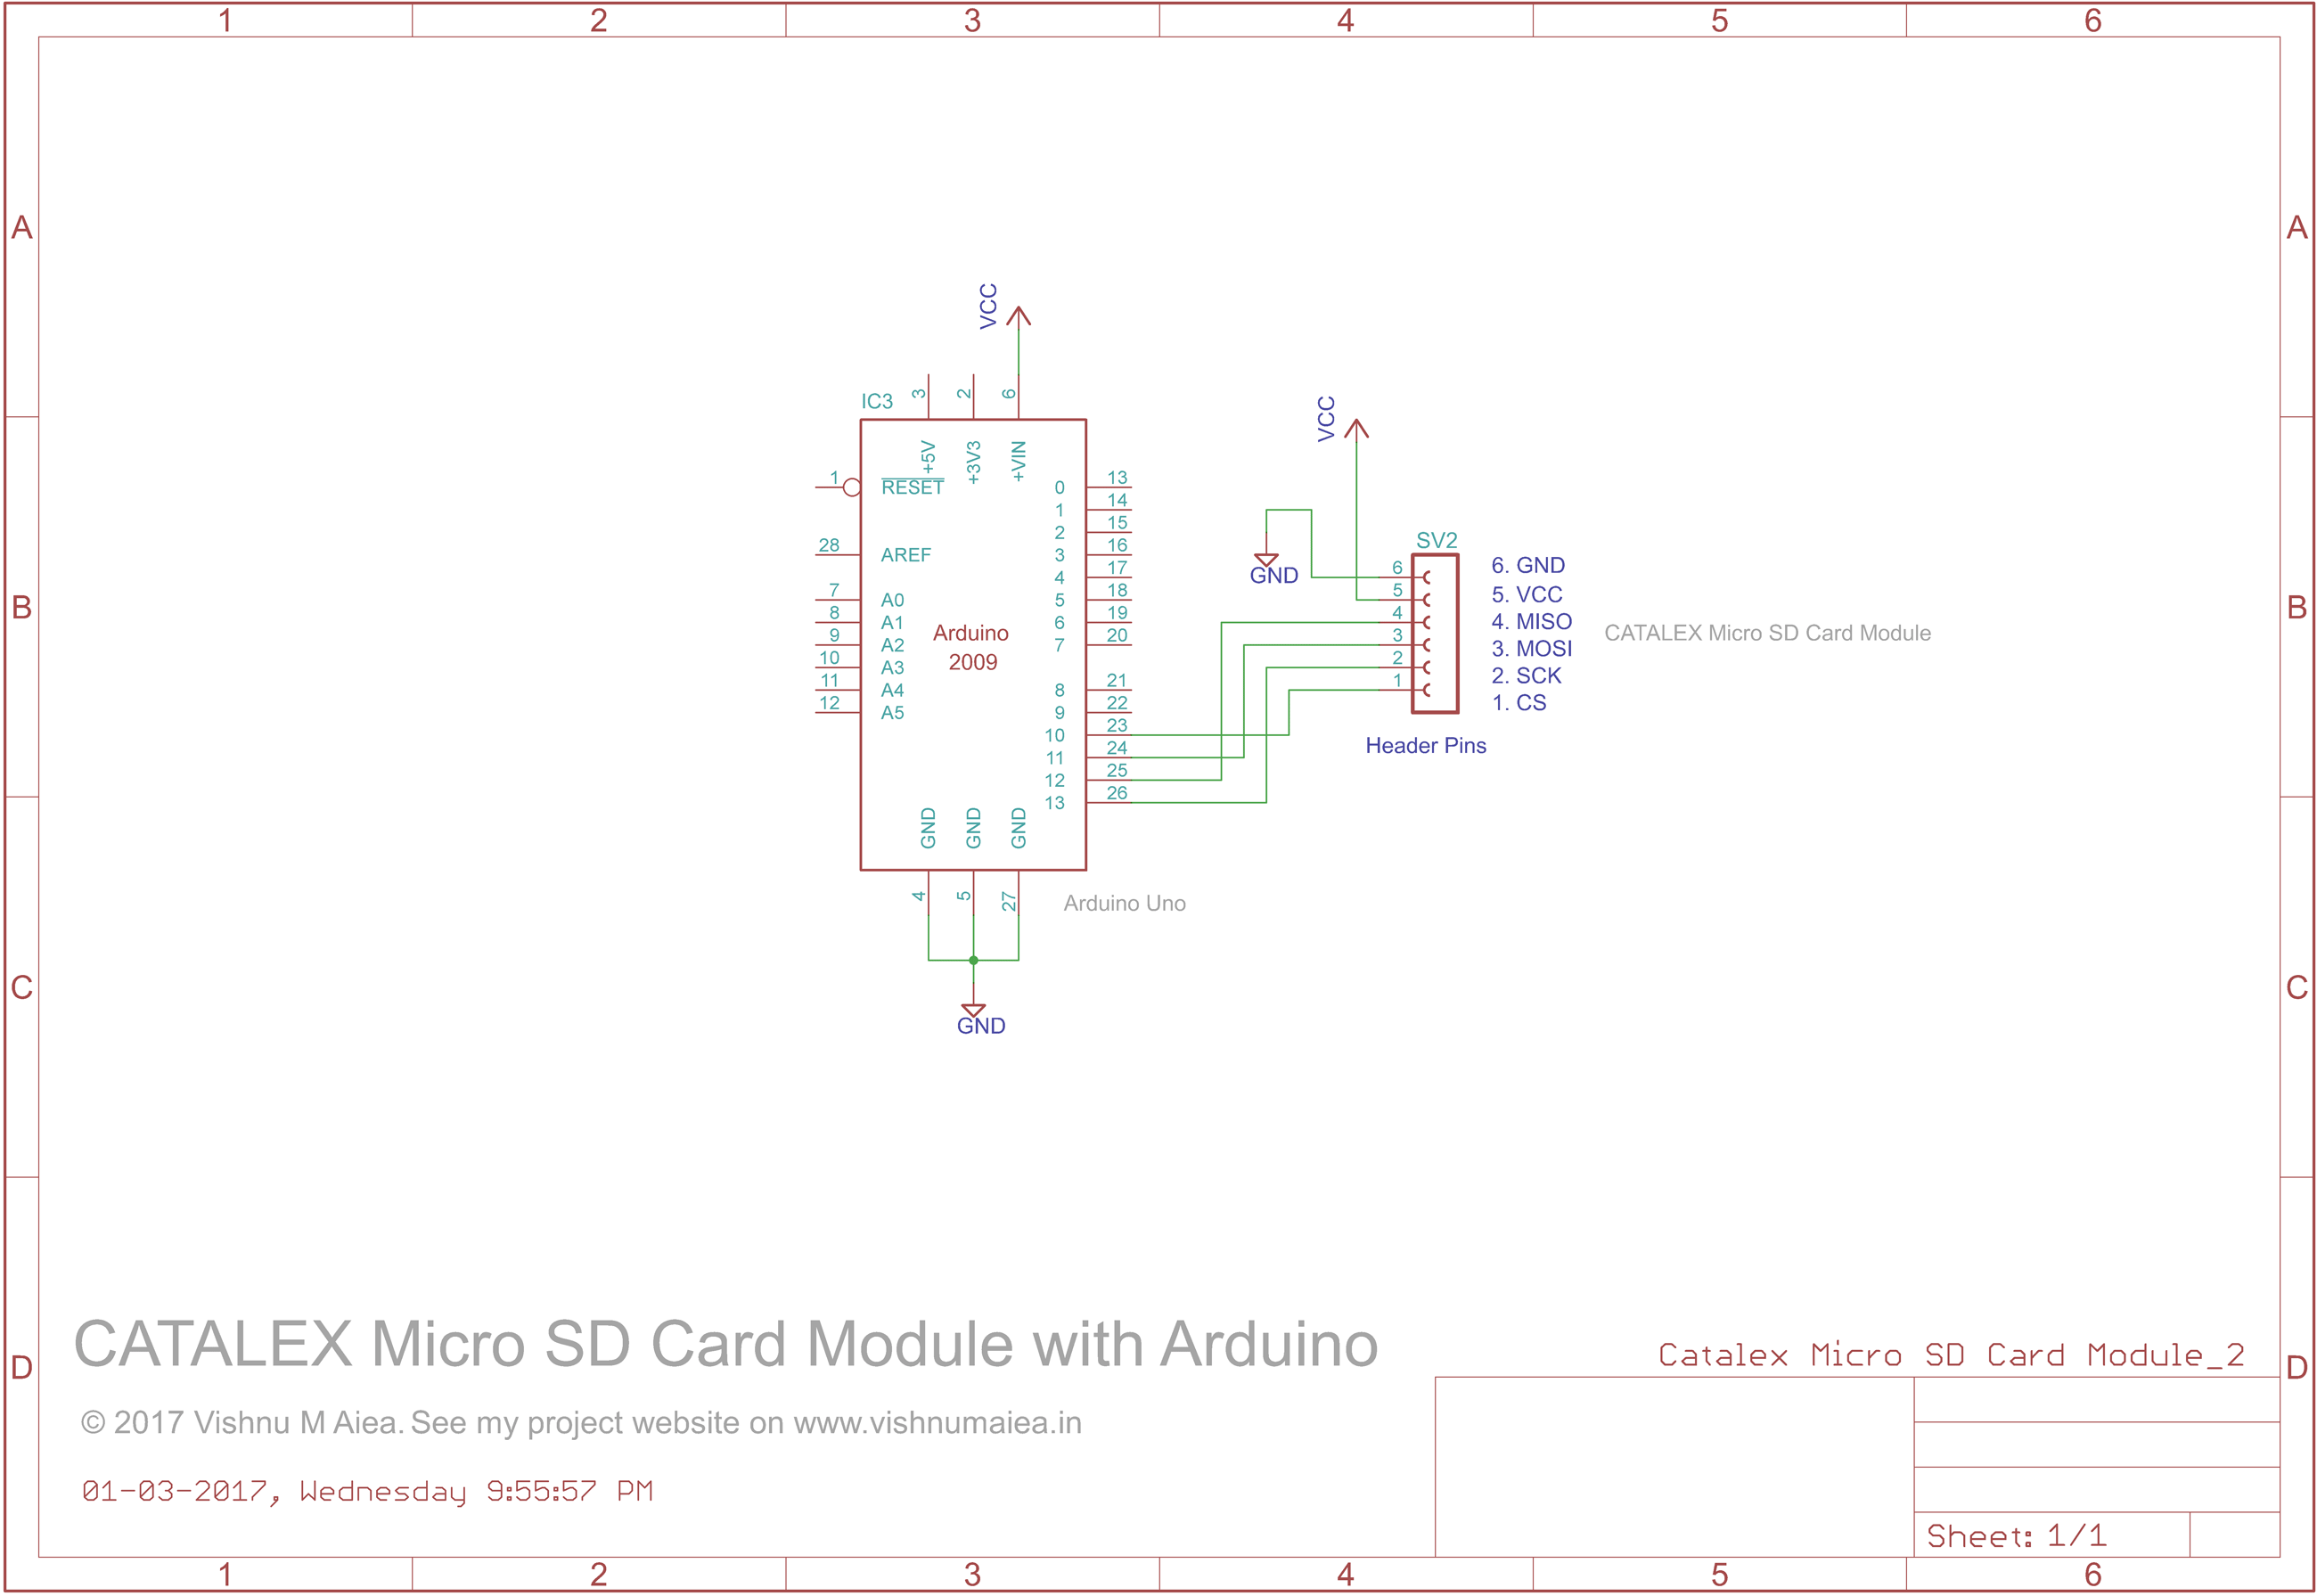 1 2 3 4 5 6
A A
VCC
VCC
IC3
3 2 6
+5V +3V3 +VIN
1 RESET
28 AREF
7 A0
8 A1
9 A2
10 A3
11 A4
12 A5
Arduino
2009
0 13
1 14
2 15
3 16
4 17
5 18
6 19
7 20
8 21
9 22
10 23
11 24
12 25
13 26
GND GND GND
4 5 27
GND
Arduino Uno
GND
SV2
6
5
4
3
2
1
6. GND
5. VCC
4. MISO
3. MOSI
2. SCK
1. CS
Header Pins
CATALEX Micro SD Card Module
B B
C C
CATALEX Micro SD Card Module with Arduino
© 2017 Vishnu M Aiea. See my project website on www.vishnumaiea.in
01-03-2017, Wednesday 9:55:57 PM
Catalex Micro SD Card Module_2
D D
Sheet: 1/1
1 2 3 4 5 6